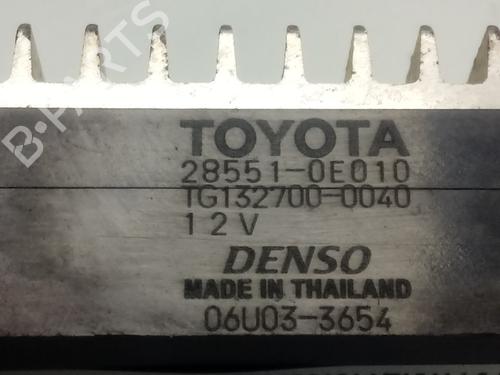 TOYOTA
28551-0E010
TG132700-0040
12V
DENSO
MADE IN THAILAND
06U03-3654
B-PARTS